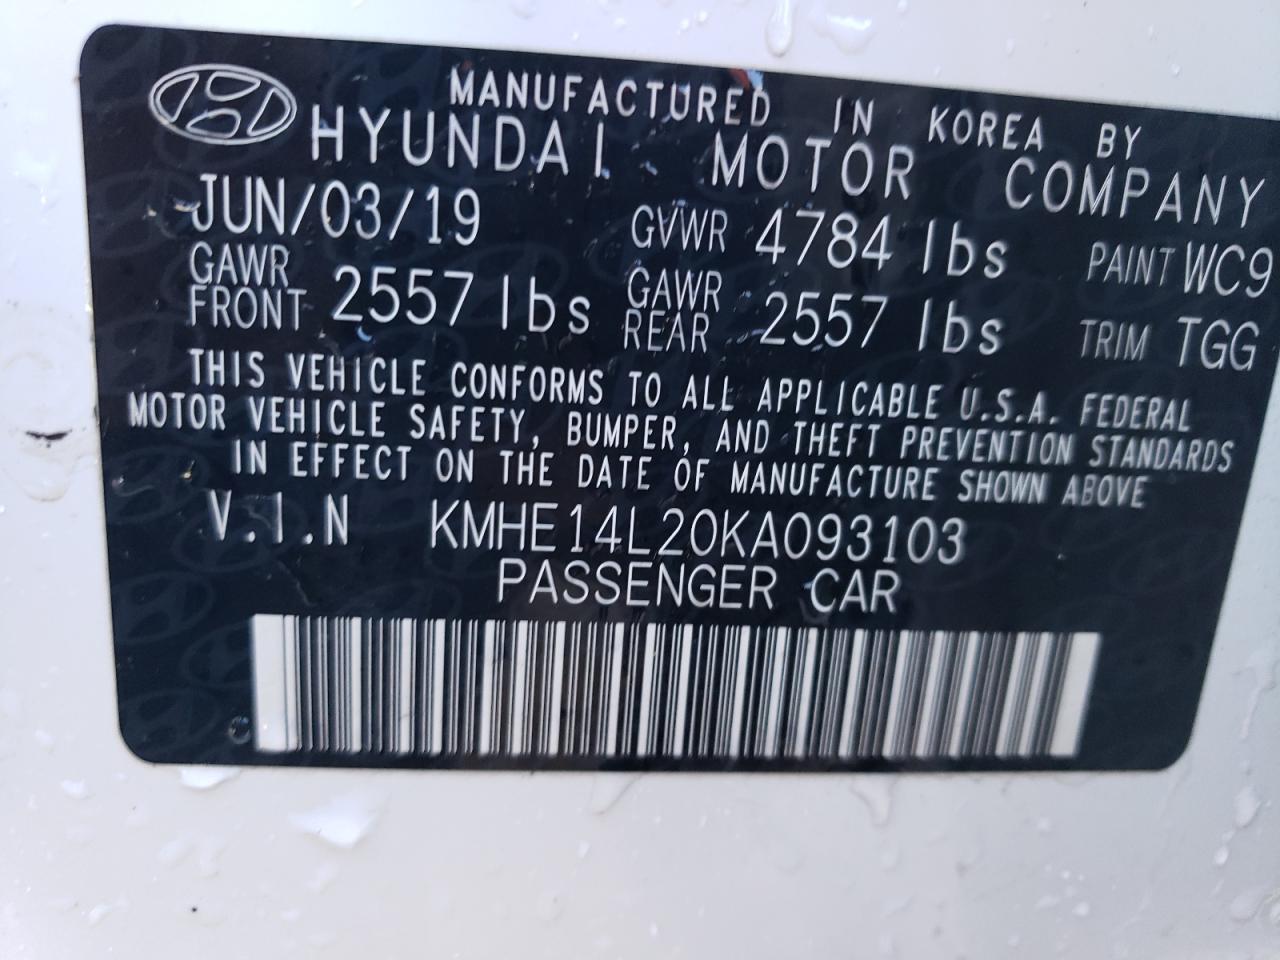 MANUFACTURED IN KOREA BY
HYUNDAI MOTOR COMPANY
JUN/03/19 GVWR 4784 lbs PAINT WC9
GAWR FRONT 2557 lbs GAWR REAR 2557 lbs TRIM TGG
THIS VEHICLE CONFORMS TO ALL APPLICABLE U.S.A. FEDERAL
MOTOR VEHICLE SAFETY, BUMPER, AND THEFT PREVENTION STANDARDS
IN EFFECT ON THE DATE OF MANUFACTURE SHOWN ABOVE
V.I.N KMHE14L20KA093103
PASSENGER CAR